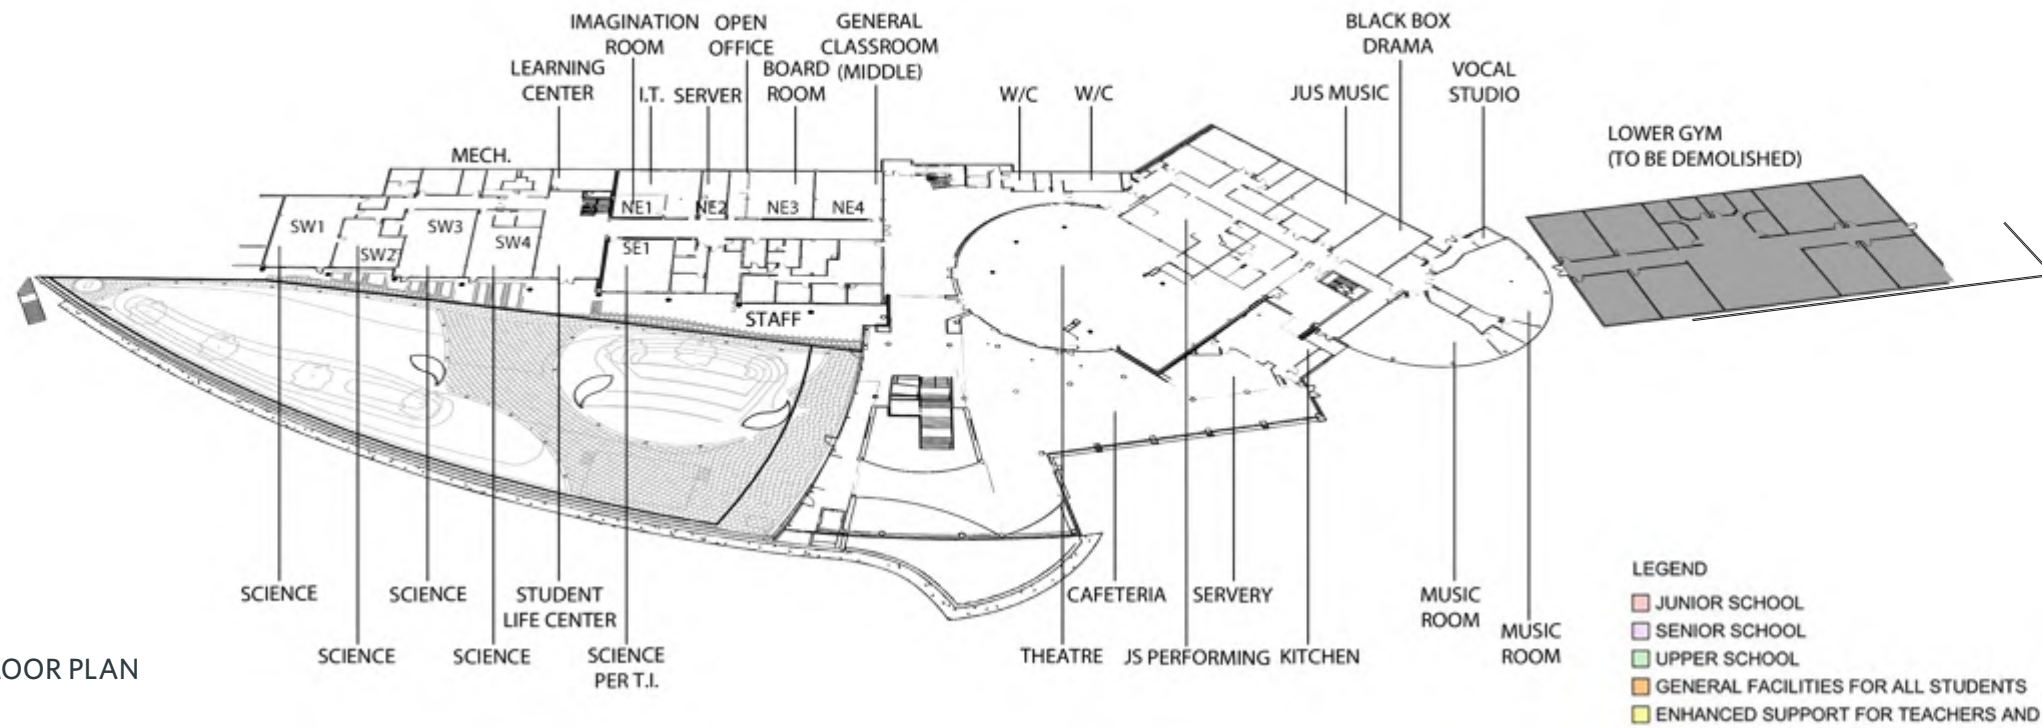 IMAGINATION
ROOM
OPEN
OFFICE
GENERAL
CLASSROOM
(MIDDLE)
BLACK BOX
DRAMA
LEARNING
CENTER
I.T.
SERVER
BOARD
ROOM
W/C
W/C
JUS MUSIC
VOCAL
STUDIO
LOWER GYM
(TO BE DEMOLISHED)
MECH.
NE1
NE2
NE3
NE4
SW1
SW2
SW3
SW4
SE1
STAFF
SCIENCE
SCIENCE
STUDENT
LIFE CENTER
CAFETERIA
SERVERY
MUSIC
ROOM
MUSIC
ROOM
SCIENCE
SCIENCE
SCIENCE
PER T.I.
THEATRE
JS PERFORMING
KITCHEN
OOR PLAN
LEGEND
JUNIOR SCHOOL
SENIOR SCHOOL
UPPER SCHOOL
GENERAL FACILITIES FOR ALL STUDENTS
ENHANCED SUPPORT FOR TEACHERS AND